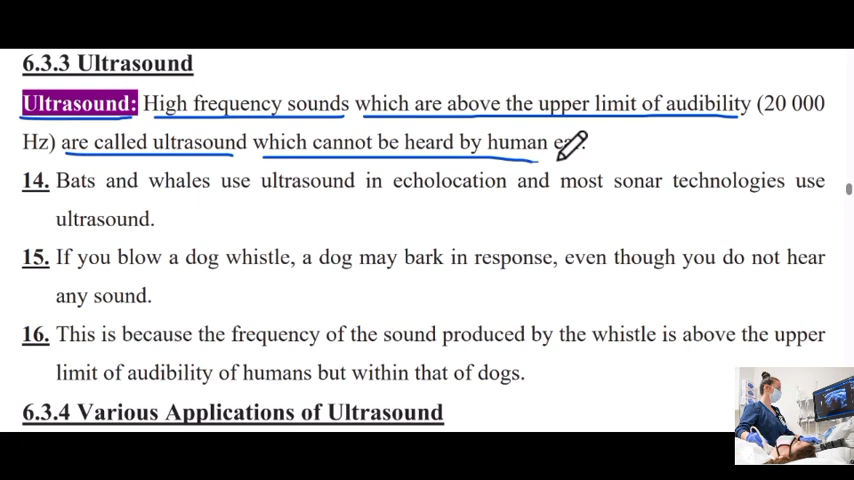 6.3.3 Ultrasound
Ultrasound: High frequency sounds which are above the upper limit of audibility (20 000
Hz) are called ultrasound which cannot be heard by human
14. Bats and whales use ultrasound in echolocation and most sonar technologies use
ultrasound.
15. If you blow a dog whistle, a dog may bark in response, even though you do not hear
any sound.
16. This is because the frequency of the sound produced by the whistle is above the upper
limit of audibility of humans but within that of dogs.
6.3.4 Various Applications of Ultrasound